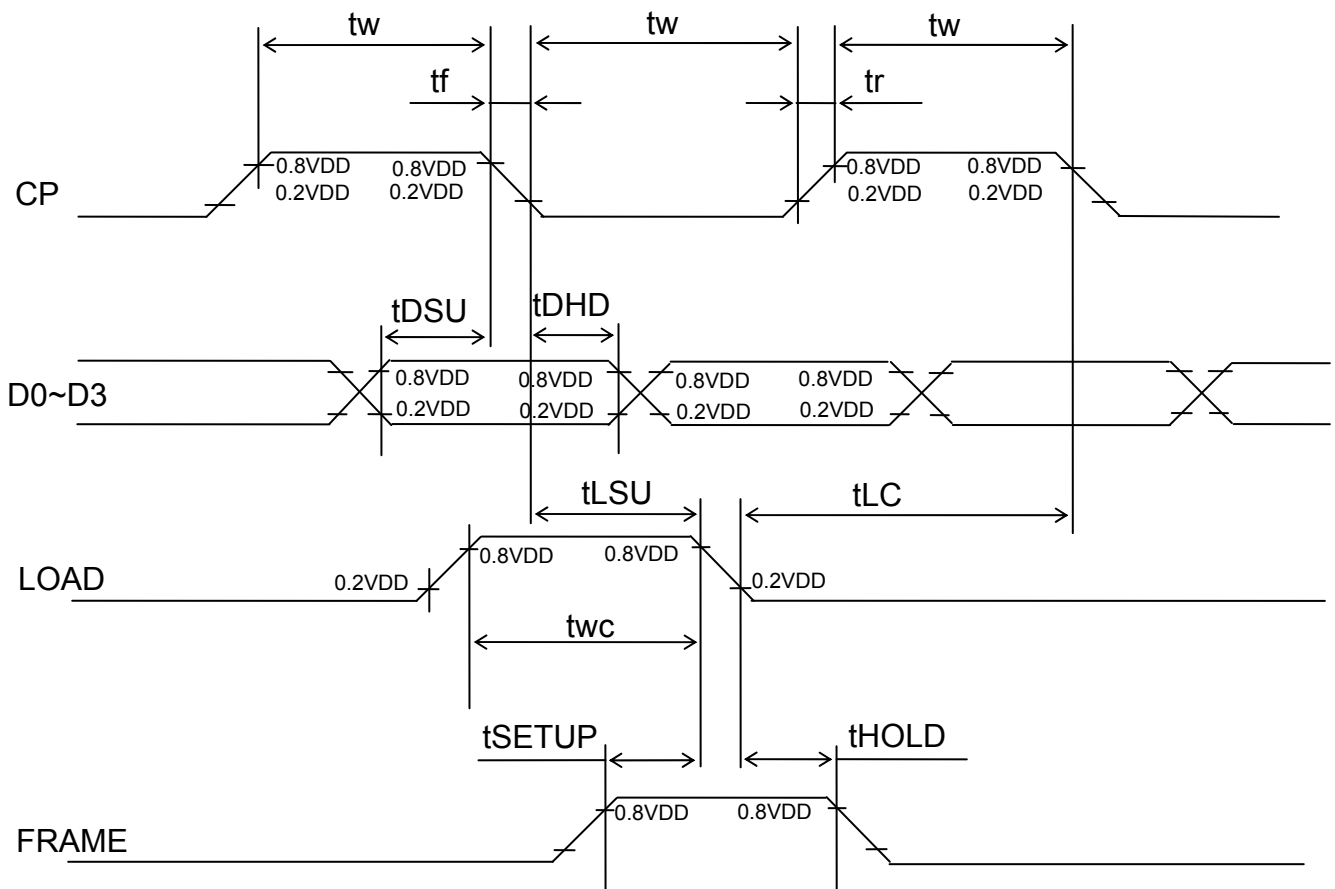 tw tw tw
tf tr
0.8VDD 0.8VDD 0.8VDD 0.8VDD
CP 0.2VDD 0.2VDD 0.2VDD 0.2VDD
tDSU tDHD
0.8VDD 0.8VDD 0.8VDD 0.8VDD
D0~D3
0.2VDD 0.2VDD 0.2VDD 0.2VDD
tLSU tLC
0.8VDD 0.8VDD
LOAD 0.2VDD 0.2VDD
twc
tSETUP tHOLD
0.8VDD 0.8VDD
FRAME